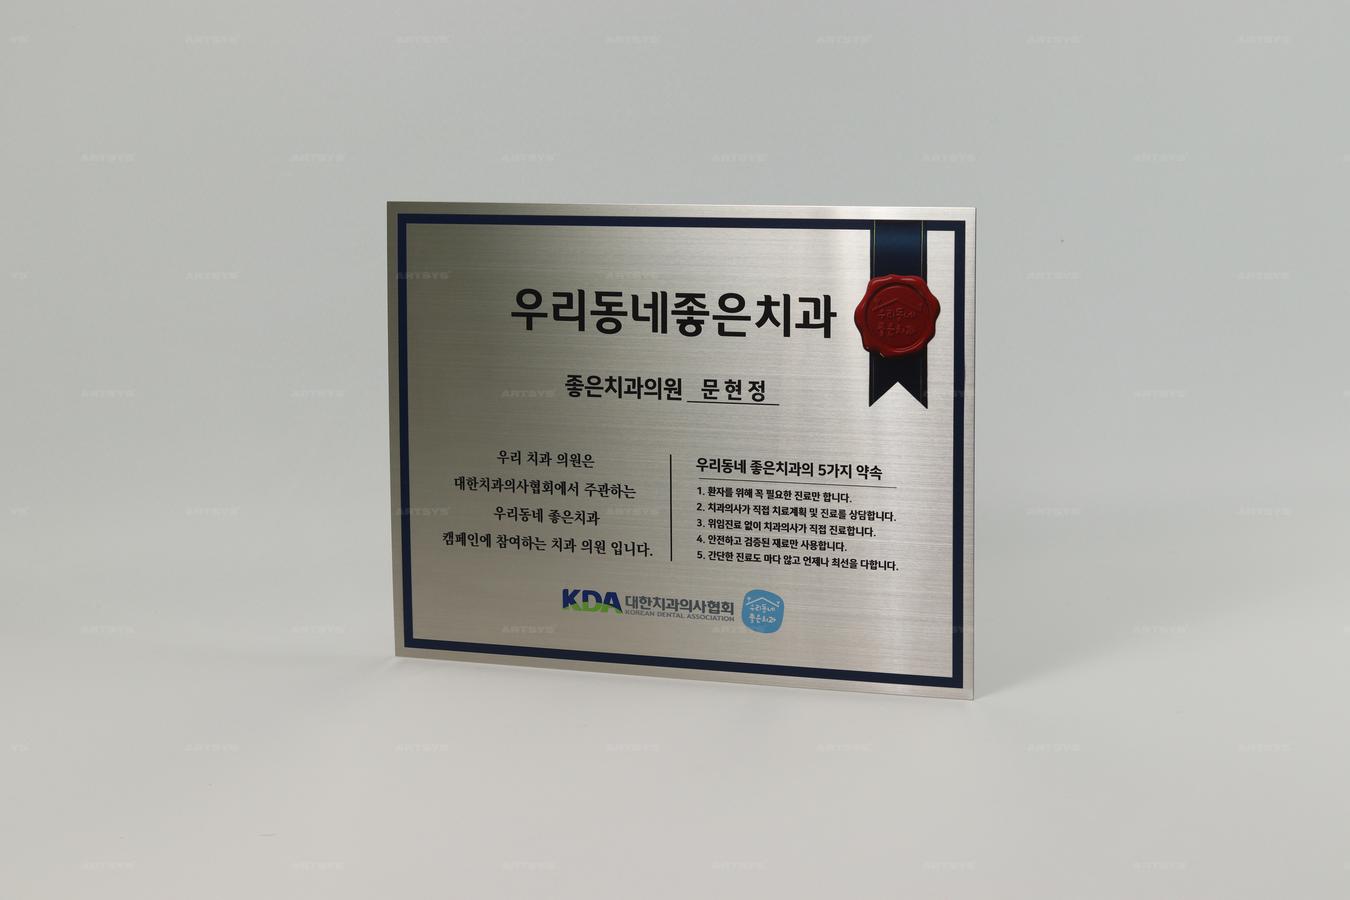 우리동네좋은치과
우리동네
좋은치과
좋은치과의원 문현정
우리 치과 의원은
대한치과의사협회에서 주관하는
우리동네 좋은치과
캠페인에 참여하는 치과 의원 입니다.
우리동네 좋은치과의 5가지 약속
1. 환자를 위해 꼭 필요한 진료만 합니다.
2. 치과의사가 직접 치료계획 및 진료를 상담합니다.
3. 위임진료 없이 치과의사가 직접 진료합니다.
4. 안전하고 검증된 재료만 사용합니다.
5. 간단한 진료도 마다 않고 언제나 최선을 다합니다.
KDA 대한치과의사협회
KOREAN DENTAL ASSOCIATION
우리동네
좋은치과
ARTSYS